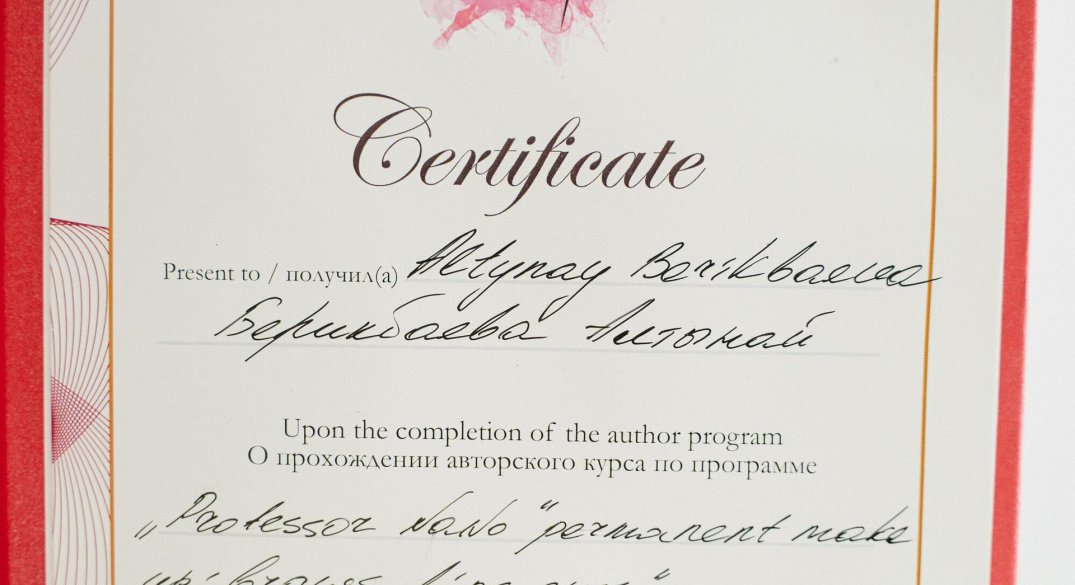 Certificate
Present to / получил(а) Altynay Berikbaeva
Берикбаева Алтынай
Upon the completion of the author program
О прохождении авторского курса по программе
„Professor NaNo" permanent make
up: